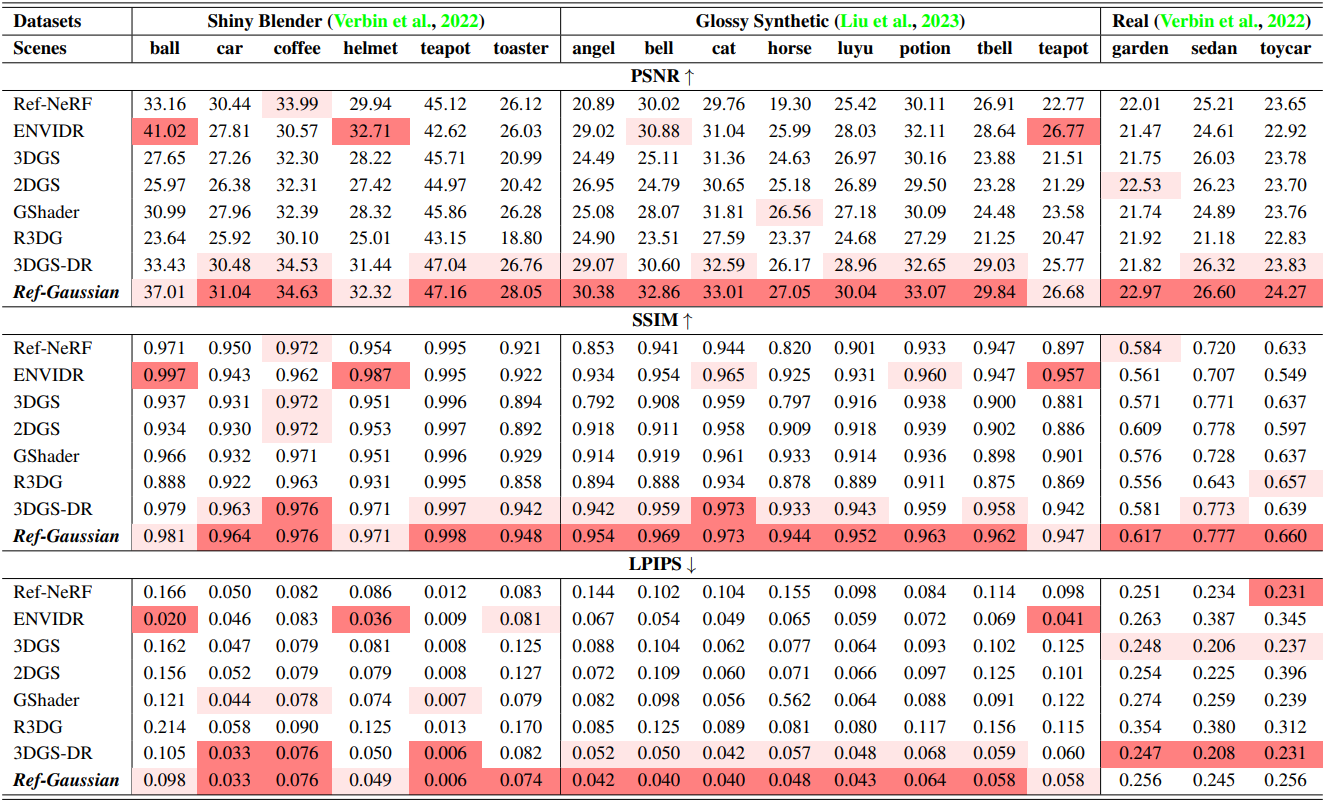 Datasets Shiny Blender (Verbin et al., 2022) Glossy Synthetic (Liu et al., 2023) Real (Verbin et al., 2022)
Scenes ball car coffee helmet teapot toaster angel bell cat horse luyu potion tbell teapot garden sedan toycar
PSNR ↑
Ref-NeRF 33.16 30.44 33.99 29.94 45.12 26.12 20.89 30.02 29.76 19.30 25.42 30.11 26.91 22.77 22.01 25.21 23.65
ENVIDR 41.02 27.81 30.57 32.71 42.62 26.03 29.02 30.88 31.04 25.99 28.03 32.11 28.64 26.77 21.47 24.61 22.92
3DGS 27.65 27.26 32.30 28.22 45.71 20.99 24.49 25.11 31.36 24.63 26.97 30.16 23.88 21.51 21.75 26.03 23.78
2DGS 25.97 26.38 32.31 27.42 44.97 20.42 26.95 24.79 30.65 25.18 26.89 29.50 23.28 21.29 22.53 26.23 23.70
GShader 30.99 27.96 32.39 28.32 45.86 26.28 25.08 28.07 31.81 26.56 27.18 30.09 24.48 23.58 21.74 24.89 23.76
R3DG 23.64 25.92 30.10 25.01 43.15 18.80 24.90 23.51 27.59 23.37 24.68 27.29 21.25 20.47 21.92 21.18 22.83
3DGS-DR 33.43 30.48 34.53 31.44 47.04 26.76 29.07 30.60 32.59 26.17 28.96 32.65 29.03 25.77 21.82 26.32 23.83
Ref-Gaussian 37.01 31.04 34.63 32.32 47.16 28.05 30.38 32.86 33.01 27.05 30.04 33.07 29.84 26.68 22.97 26.60 24.27
SSIM ↑
Ref-NeRF 0.971 0.950 0.972 0.954 0.995 0.921 0.853 0.941 0.944 0.820 0.901 0.933 0.947 0.897 0.584 0.720 0.633
ENVIDR 0.997 0.943 0.962 0.987 0.995 0.922 0.934 0.954 0.965 0.925 0.931 0.960 0.947 0.957 0.561 0.707 0.549
3DGS 0.937 0.931 0.972 0.951 0.996 0.894 0.792 0.908 0.959 0.797 0.916 0.938 0.900 0.881 0.571 0.771 0.637
2DGS 0.934 0.930 0.972 0.953 0.997 0.892 0.918 0.911 0.958 0.909 0.918 0.939 0.902 0.886 0.609 0.778 0.597
GShader 0.966 0.932 0.971 0.951 0.996 0.929 0.914 0.919 0.961 0.933 0.914 0.936 0.898 0.901 0.576 0.728 0.637
R3DG 0.888 0.922 0.963 0.931 0.995 0.858 0.894 0.888 0.934 0.878 0.889 0.911 0.875 0.869 0.556 0.643 0.657
3DGS-DR 0.979 0.963 0.976 0.971 0.997 0.942 0.942 0.959 0.973 0.933 0.943 0.959 0.958 0.942 0.581 0.773 0.639
Ref-Gaussian 0.981 0.964 0.976 0.971 0.998 0.948 0.954 0.969 0.973 0.944 0.952 0.963 0.962 0.947 0.617 0.777 0.660
LPIPS ↓
Ref-NeRF 0.166 0.050 0.082 0.086 0.012 0.083 0.144 0.102 0.104 0.155 0.098 0.084 0.114 0.098 0.251 0.234 0.231
ENVIDR 0.020 0.046 0.083 0.036 0.009 0.081 0.067 0.054 0.049 0.065 0.059 0.072 0.069 0.041 0.263 0.387 0.345
3DGS 0.162 0.047 0.079 0.081 0.008 0.125 0.088 0.104 0.062 0.077 0.064 0.093 0.102 0.125 0.248 0.206 0.237
2DGS 0.156 0.052 0.079 0.079 0.008 0.127 0.072 0.109 0.060 0.071 0.066 0.097 0.125 0.101 0.254 0.225 0.396
GShader 0.121 0.044 0.078 0.074 0.007 0.079 0.082 0.098 0.056 0.562 0.064 0.088 0.091 0.122 0.274 0.259 0.239
R3DG 0.214 0.058 0.090 0.125 0.013 0.170 0.085 0.125 0.089 0.081 0.080 0.117 0.156 0.115 0.354 0.380 0.312
3DGS-DR 0.105 0.033 0.076 0.050 0.006 0.082 0.052 0.050 0.042 0.057 0.048 0.068 0.059 0.060 0.247 0.208 0.231
Ref-Gaussian 0.098 0.033 0.076 0.049 0.006 0.074 0.042 0.040 0.040 0.048 0.043 0.064 0.058 0.058 0.256 0.245 0.256